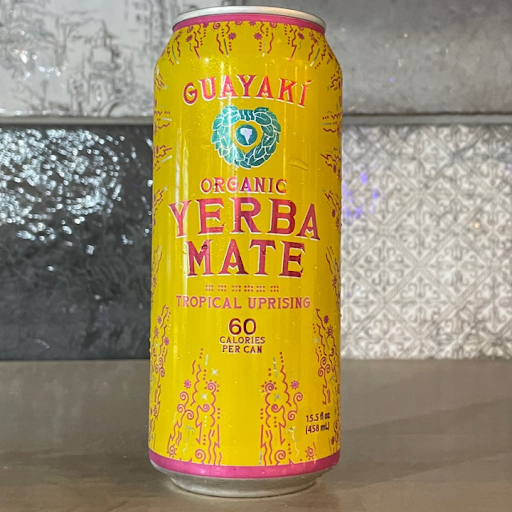 GUAYAKÍ
ORGANIC
YERBA
MATE
TROPICAL UPRISING
60
CALORIES
PER CAN
15.5 fl oz
(458 mL)